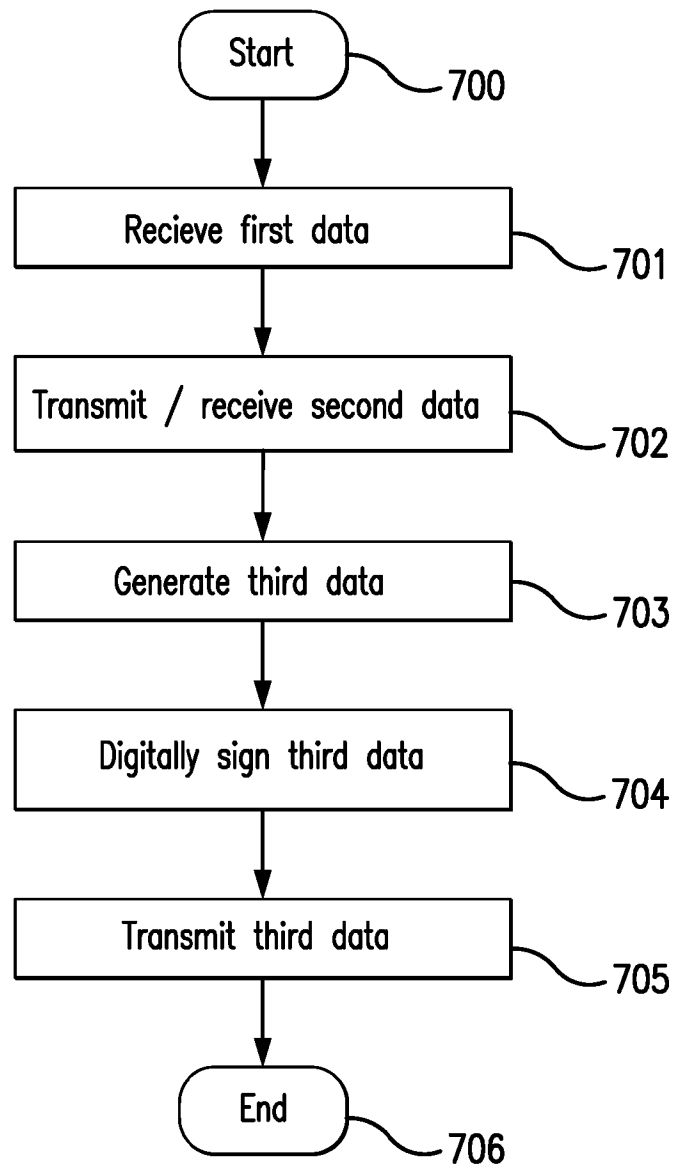 Start
700
Recieve first data
701
Transmit / receive second data
702
Generate third data
703
Digitally sign third data
704
Transmit third data
705
End
706